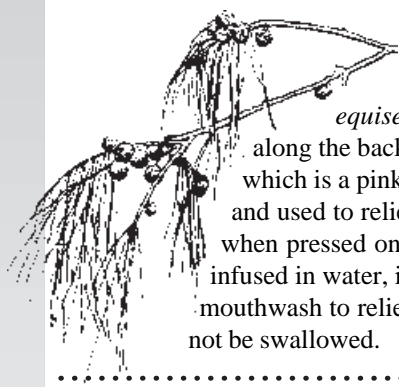 equise
along the back
which is a pink
and used to relie
when pressed on
infused in water, i
mouthwash to relie
not be swallowed.